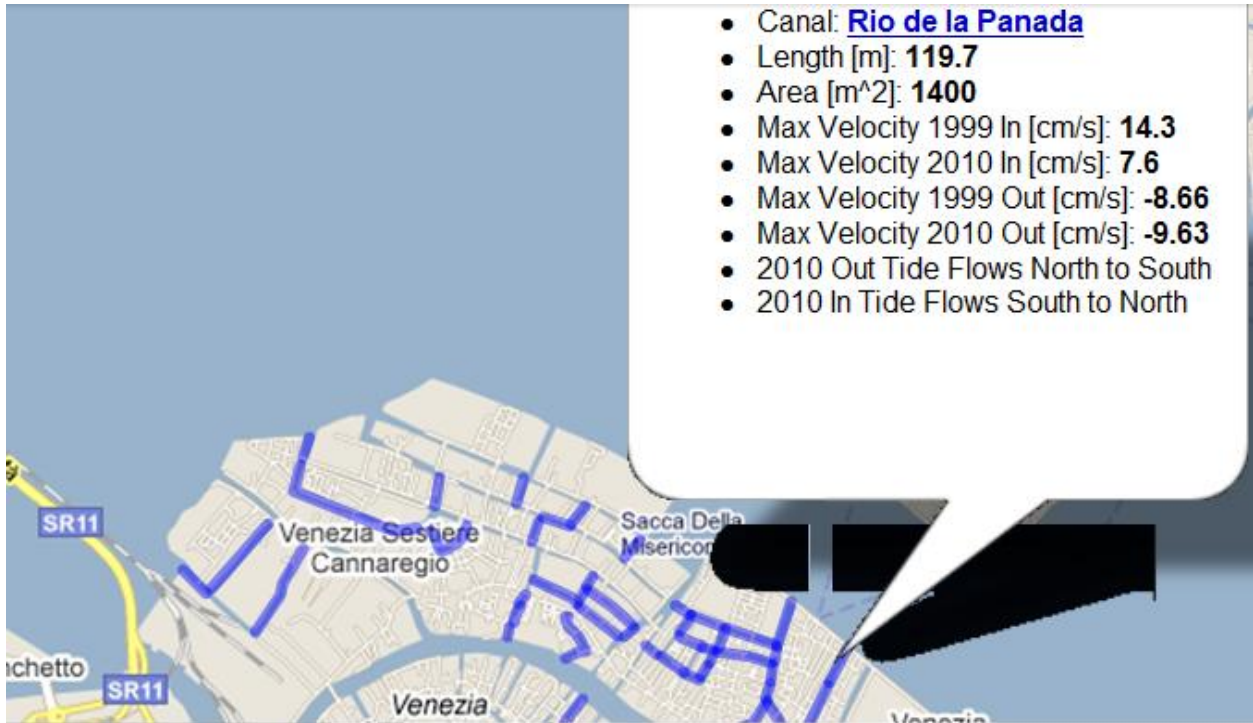 • Canal: Rio de la Panada
• Length [m]: 119.7
• Area [m^2]: 1400
• Max Velocity 1999 In [cm/s]: 14.3
• Max Velocity 2010 In [cm/s]: 7.6
• Max Velocity 1999 Out [cm/s]: -8.66
• Max Velocity 2010 Out [cm/s]: -9.63
• 2010 Out Tide Flows North to South
• 2010 In Tide Flows South to North
SR11
Venezia Sestiere
Cannaregio
Sacca Della
Misericor
nchetto
SR11
Venezia
Venezia